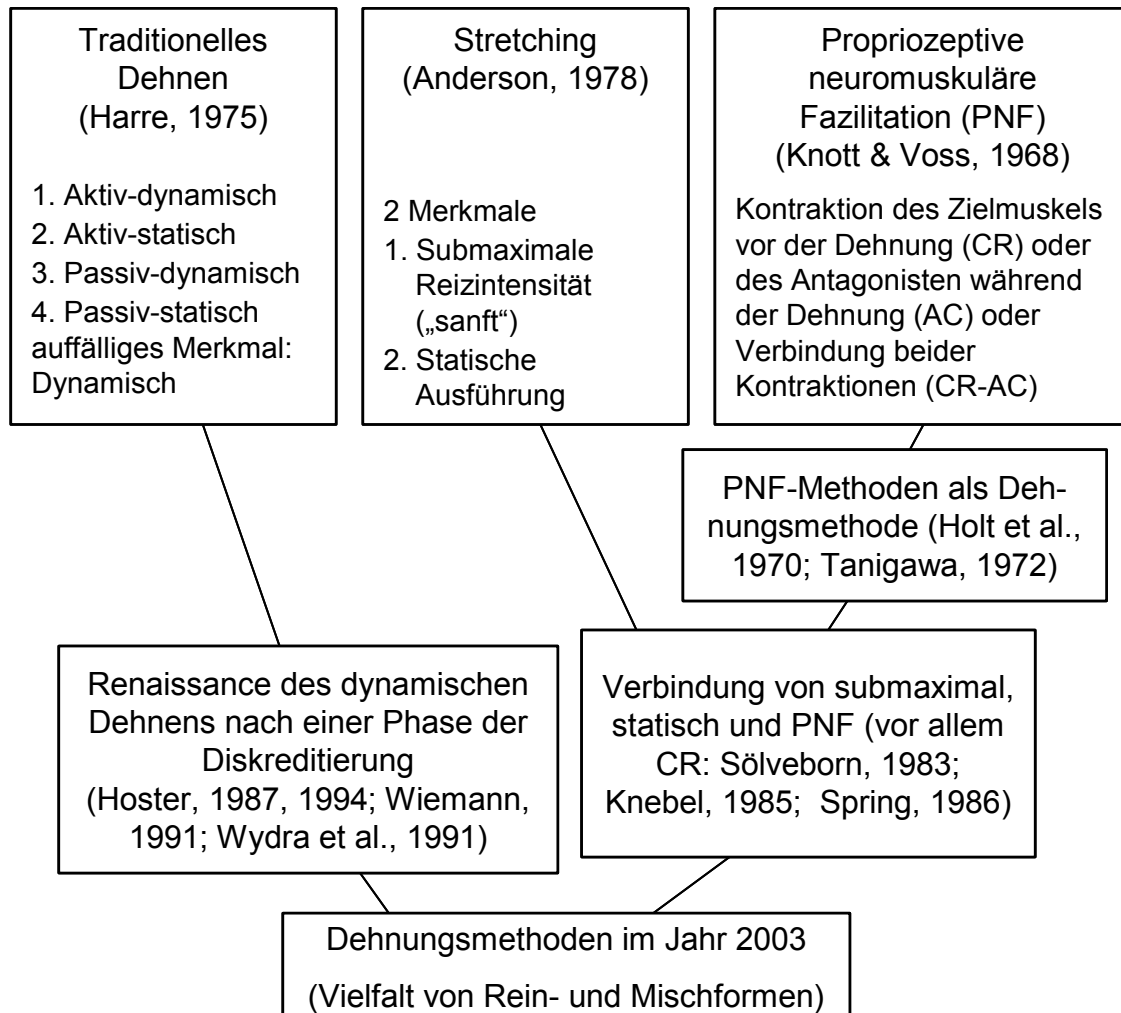 Traditionelles
Dehnen
(Harre, 1975)
1. Aktiv-dynamisch
2. Aktiv-statisch
3. Passiv-dynamisch
4. Passiv-statisch
auffälliges Merkmal:
Dynamisch
Stretching
(Anderson, 1978)
2 Merkmale
1. Submaximale
Reizintensität
(„sanft“)
2. Statische
Ausführung
Propriozeptive
neuromuskuläre
Fazilitation (PNF)
(Knott & Voss, 1968)
Kontraktion des Zielmuskels
vor der Dehnung (CR) oder
des Antagonisten während
der Dehnung (AC) oder
Verbindung beider
Kontraktionen (CR-AC)
PNF-Methoden als Deh-
nungsmethode (Holt et al.,
1970; Tanigawa, 1972)
Renaissance des dynamischen
Dehnens nach einer Phase der
Diskreditierung
(Hoster, 1987, 1994; Wiemann,
1991; Wydra et al., 1991)
Verbindung von submaximal,
statisch und PNF (vor allem
CR: Sölveborn, 1983;
Knebel, 1985; Spring, 1986)
Dehnungsmethoden im Jahr 2003
(Vielfalt von Rein- und Mischformen)